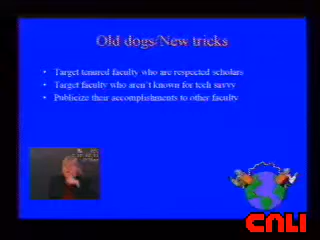 Old dogs/New tricks
• Target tenured faculty who are respected scholars
• Target faculty who aren't known for tech savvy
• Publicize their accomplishments to other faculty
CNLI